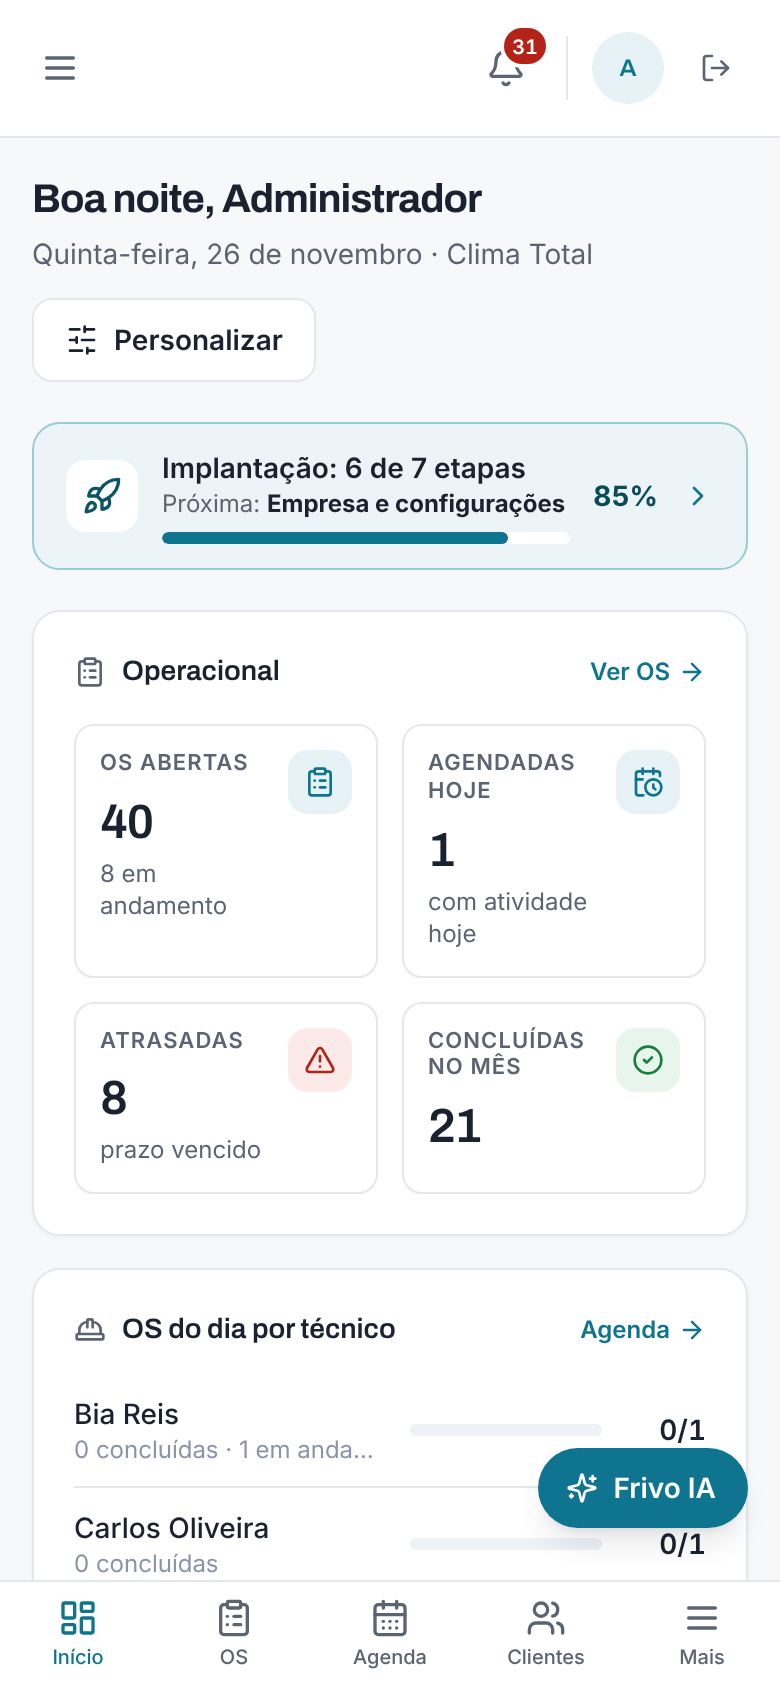 31
A
Boa noite, Administrador
Quinta-feira, 26 de novembro · Clima Total
Personalizar
Implantação: 6 de 7 etapas
Próxima: Empresa e configurações
85%
Operacional
Ver OS
OS ABERTAS
40
8 em
andamento
AGENDADAS
HOJE
1
com atividade
hoje
ATRASADAS
8
prazo vencido
CONCLUÍDAS
NO MÊS
21
OS do dia por técnico
Agenda
Bia Reis
0 concluídas · 1 em anda...
0/1
Frivo IA
Carlos Oliveira
0 concluídas
0/1
Início
OS
Agenda
Clientes
Mais